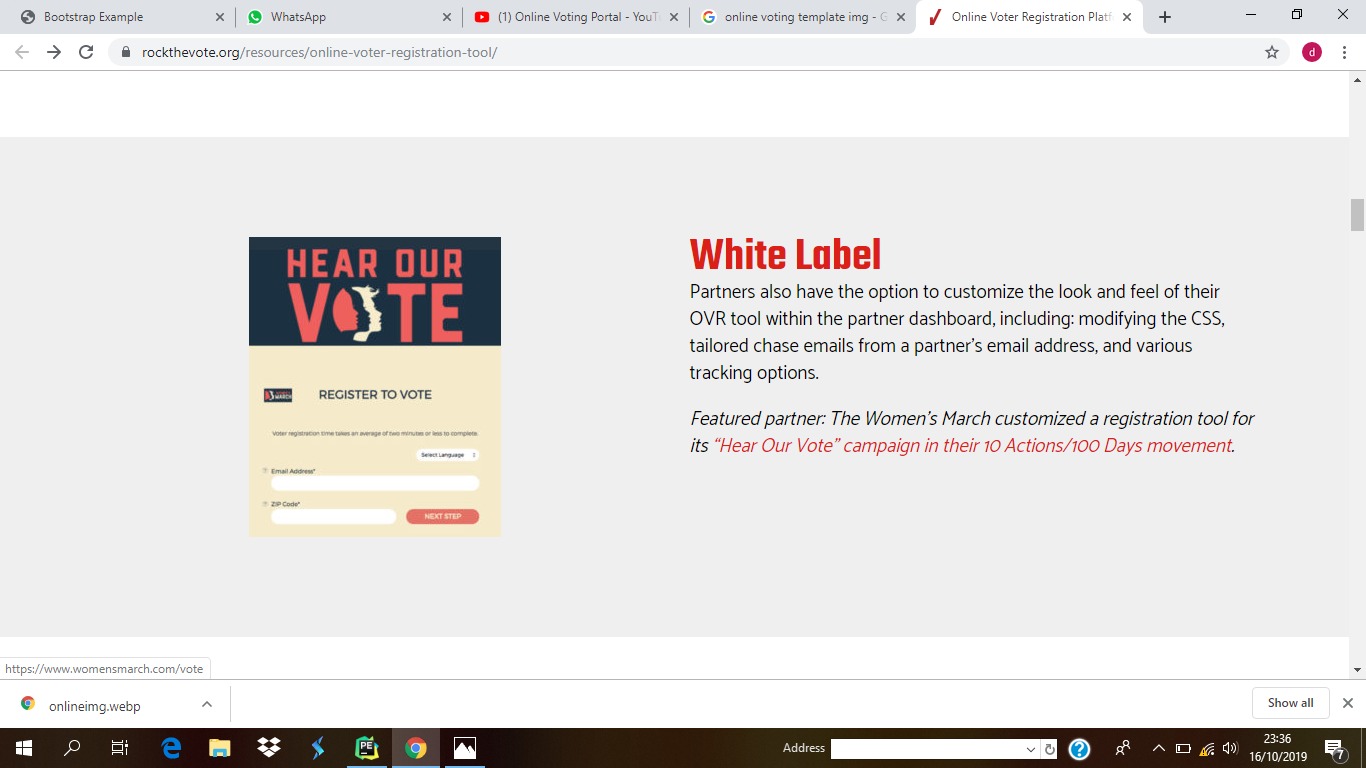 Bootstrap Example
WhatsApp
(1) Online Voting Portal - YouT
online voting template img - G
Online Voter Registration Platf
rockthevote.org/resources/online-voter-registration-tool/
d
HEAR OUR
VOTE
REGISTER TO VOTE
Voter registration time takes an average of two minutes or less to complete.
Select Language
Email Address*
ZIP Code*
NEXT STEP
White Label
Partners also have the option to customize the look and feel of their
OVR tool within the partner dashboard, including: modifying the CSS,
tailored chase emails from a partner’s email address, and various
tracking options.
Featured partner: The Women’s March customized a registration tool for
its “Hear Our Vote” campaign in their 10 Actions/100 Days movement.
https://www.womensmarch.com/vote
onlineimg.webp
Show all
PE
Address
23:36
16/10/2019
7